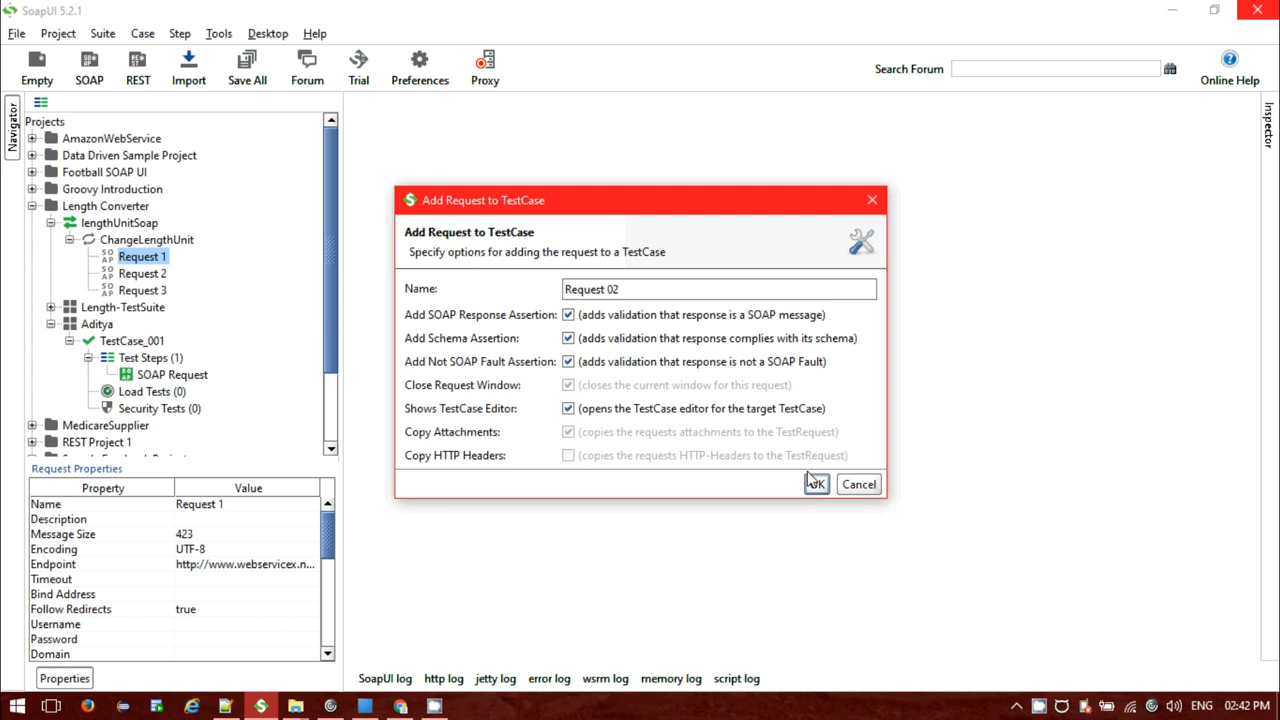 SoapUI 5.2.1
File Project Suite Case Step Tools Desktop Help
Empty SOAP REST Import Save All Forum Trial Preferences Proxy Search Forum Online Help
Navigator
Inspector
Projects
AmazonWebService
Data Driven Sample Project
Football SOAP UI
Groovy Introduction
Length Converter
lengthUnitSoap
ChangeLengthUnit
Request 1
Request 2
Request 3
Length-TestSuite
Aditya
TestCase_001
Test Steps (1)
SOAP Request
Load Tests (0)
Security Tests (0)
MedicareSupplier
REST Project 1
Add Request to TestCase
Add Request to TestCase
Specify options for adding the request to a TestCase
Name: Request 02
Add SOAP Response Assertion: (adds validation that response is a SOAP message)
Add Schema Assertion: (adds validation that response complies with its schema)
Add Not SOAP Fault Assertion: (adds validation that response is not a SOAP Fault)
Close Request Window: (closes the current window for this request)
Shows TestCase Editor: (opens the TestCase editor for the target TestCase)
Copy Attachments: (copies the requests attachments to the TestRequest)
Copy HTTP Headers: (copies the requests HTTP-Headers to the TestRequest)
OK Cancel
Request Properties
Property Value
Name Request 1
Description
Message Size 423
Encoding UTF-8
Endpoint http://www.webservicex.n...
Timeout
Bind Address
Follow Redirects true
Username
Password
Domain
Properties
SoapUI log http log jetty log error log wsrm log memory log script log
ENG 02:42 PM